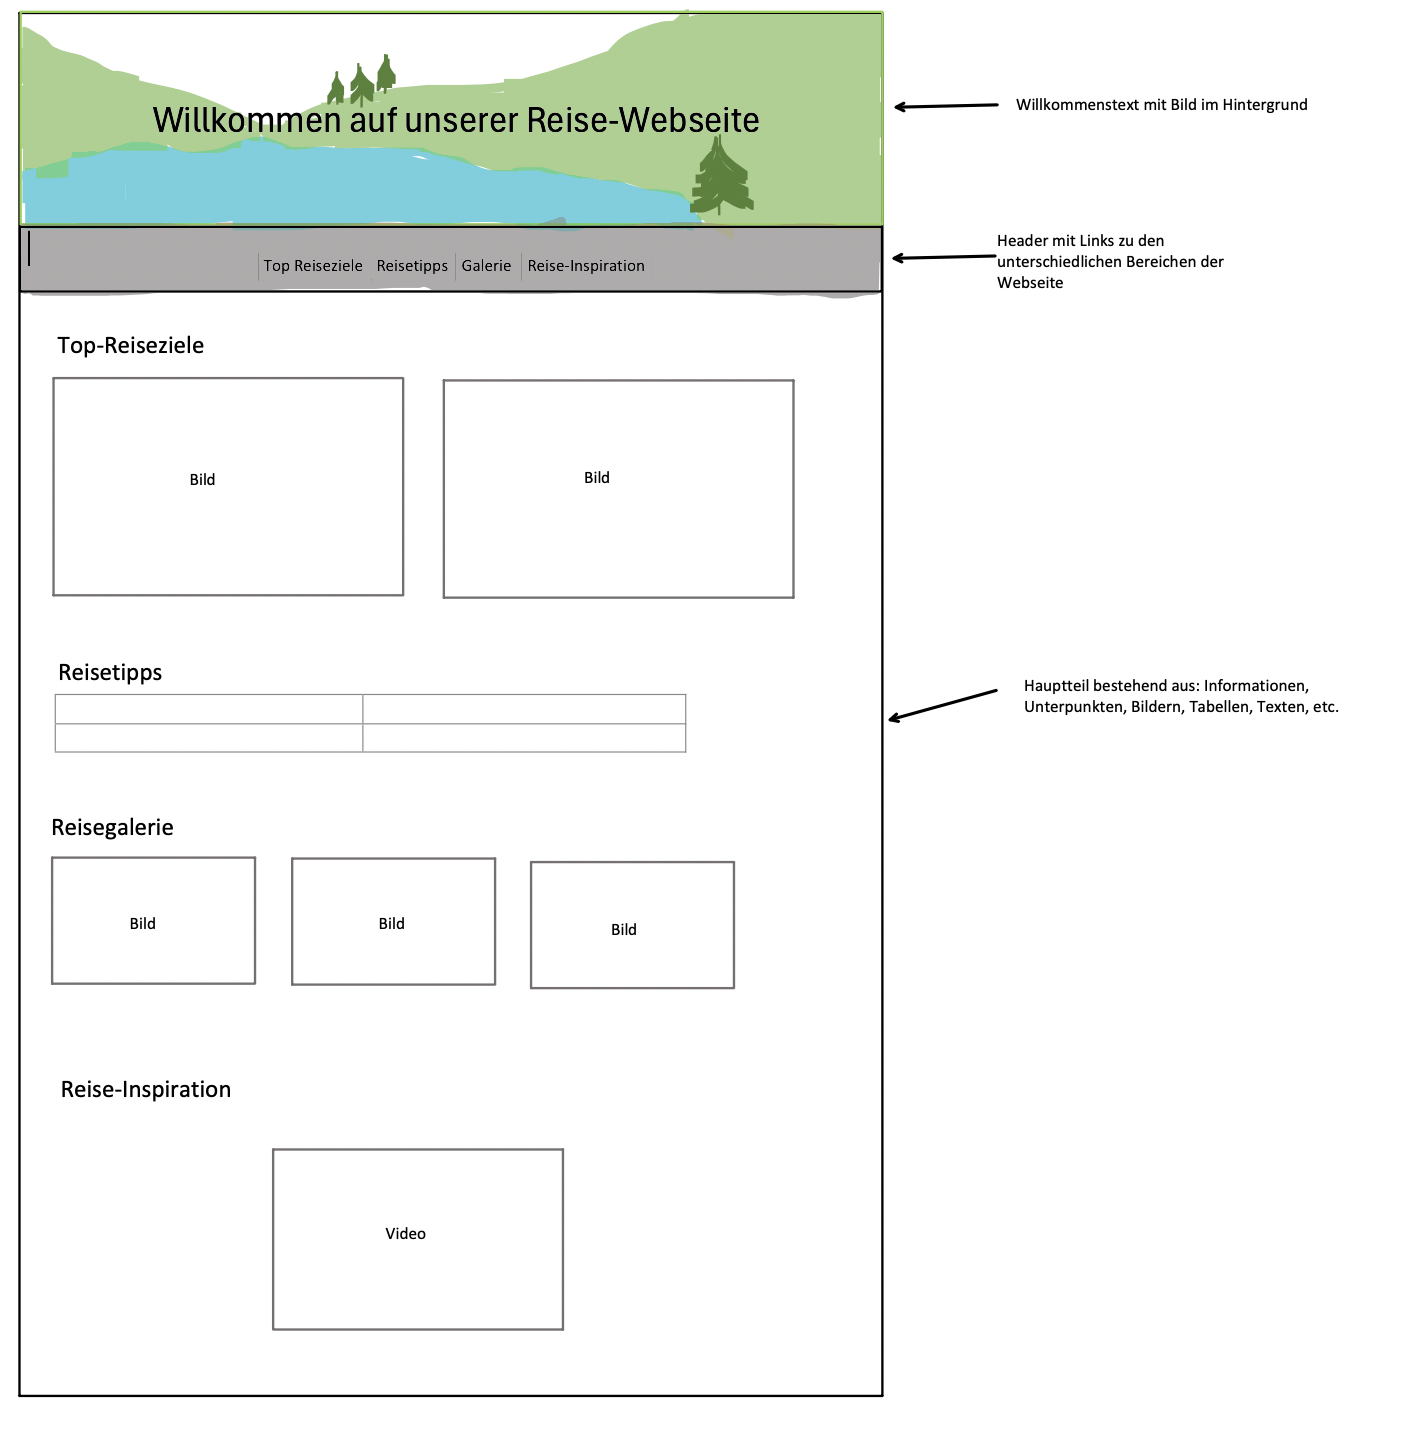 Willkommen auf unserer Reise-Webseite
Willkommenstext mit Bild im Hintergrund
Top Reiseziele Reisetipps Galerie Reise-Inspiration
Header mit Links zu den
unterschiedlichen Bereichen der
Webseite
Top-Reiseziele
Bild Bild
Reisetipps
Hauptteil bestehend aus: Informationen,
Unterpunkten, Bildern, Tabellen, Texten, etc.
Reisegalerie
Bild Bild Bild
Reise-Inspiration
Video